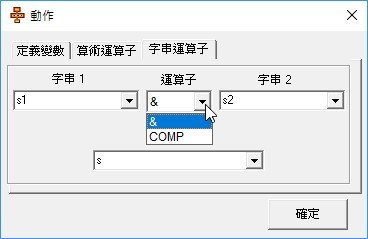 動作
定義變數 算術運算子 字串運算子
字串 1 運算子 字串 2
s1 & s2
&
COMP
s
確定